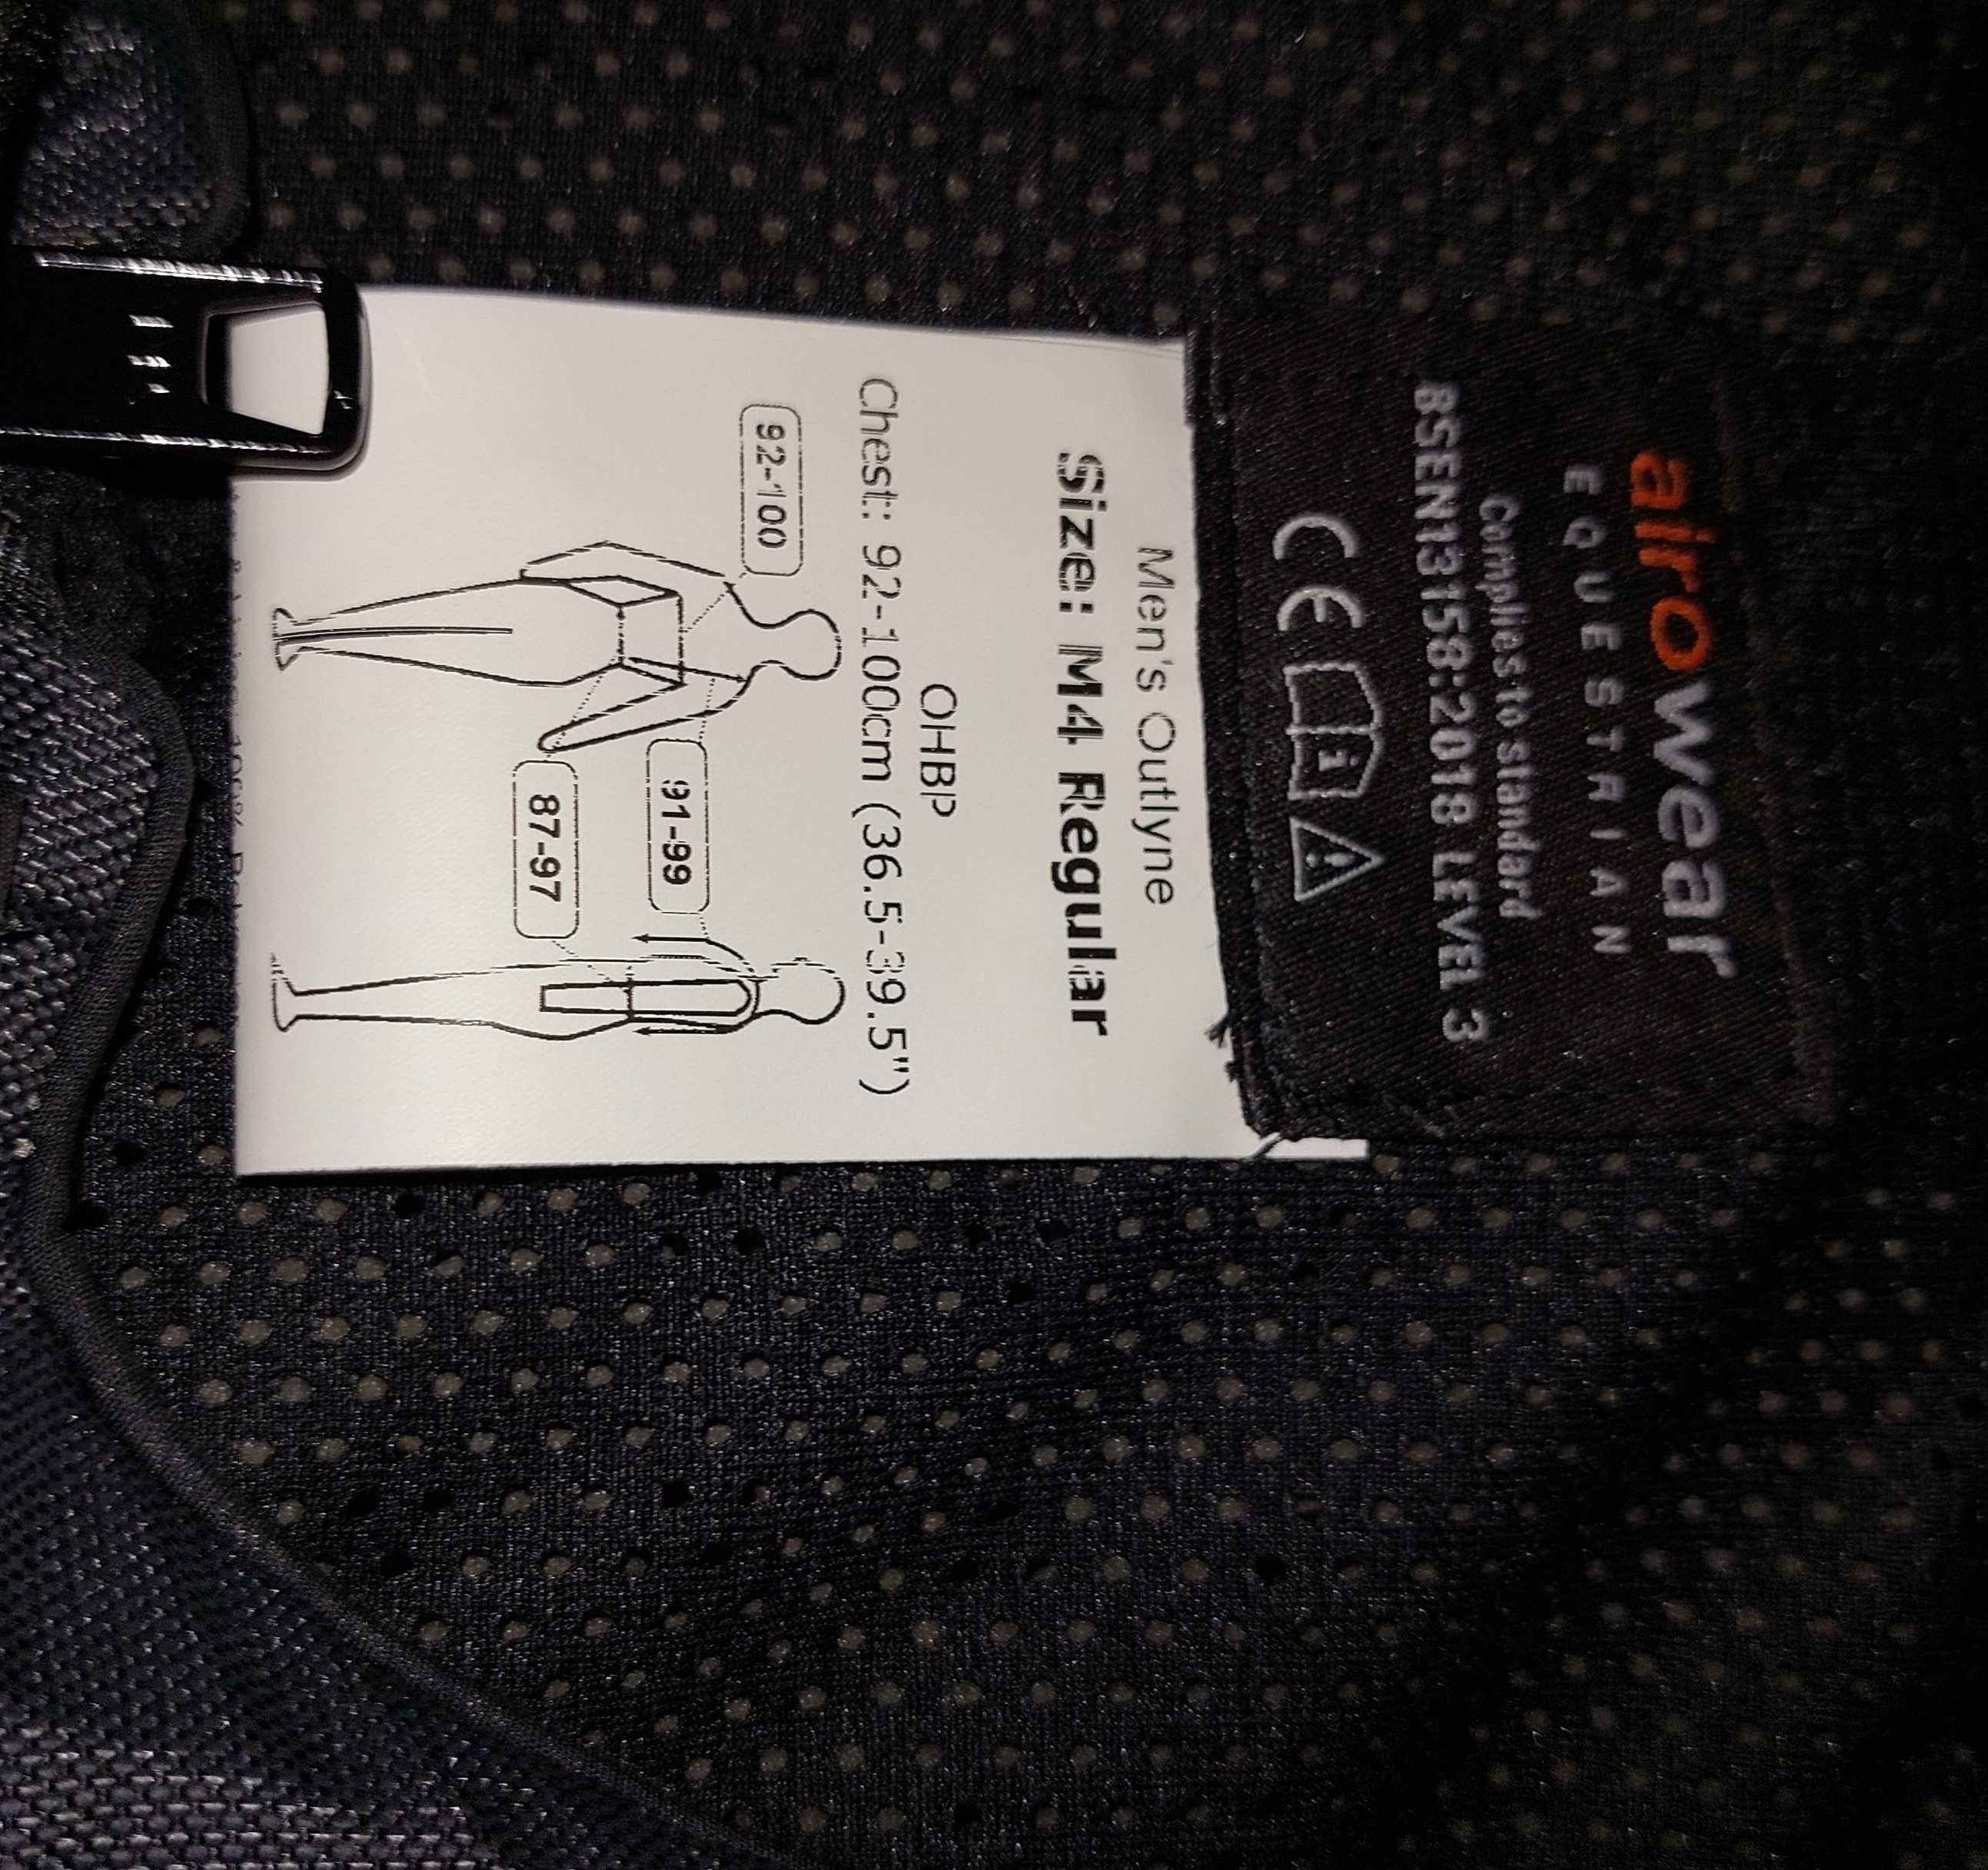 airowear
EQUESTRIAN
Complies to standard
BSEN13158:2018 LEVEL 3
CE
Men's Outlyne
Size: M4 Regular
OHBP
Chest: 92-100cm (36.5-39.5")
92-100
91-99
87-97